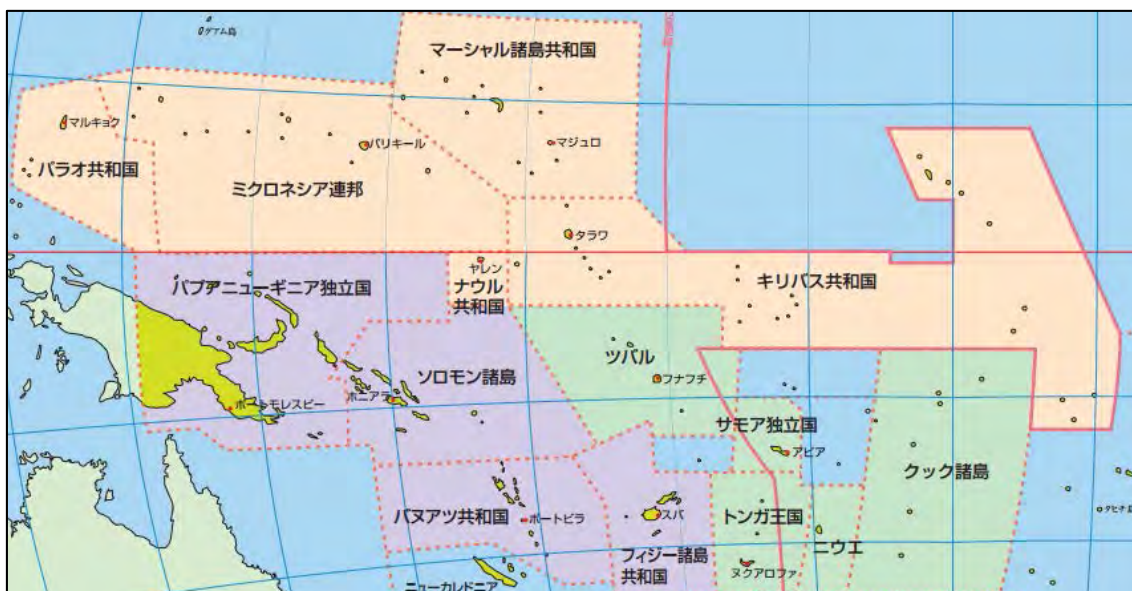 グアム島
マーシャル諸島共和国
マルキョク
パリキール
マジュロ
パラオ共和国
ミクロネシア連邦
タラワ
ヤレン
パプアニューギニア独立国
ナウル
共和国
キリバス共和国
ツバル
フナフチ
ソロモン諸島
ホニアラ
ポートモレスビー
サモア独立国
アピア
クック諸島
バヌアツ共和国
ポートビラ
スバ
トンガ王国
タヒチ島
ニウエ
フィジー諸島
共和国
ヌクアロファ
ニューカレドニア